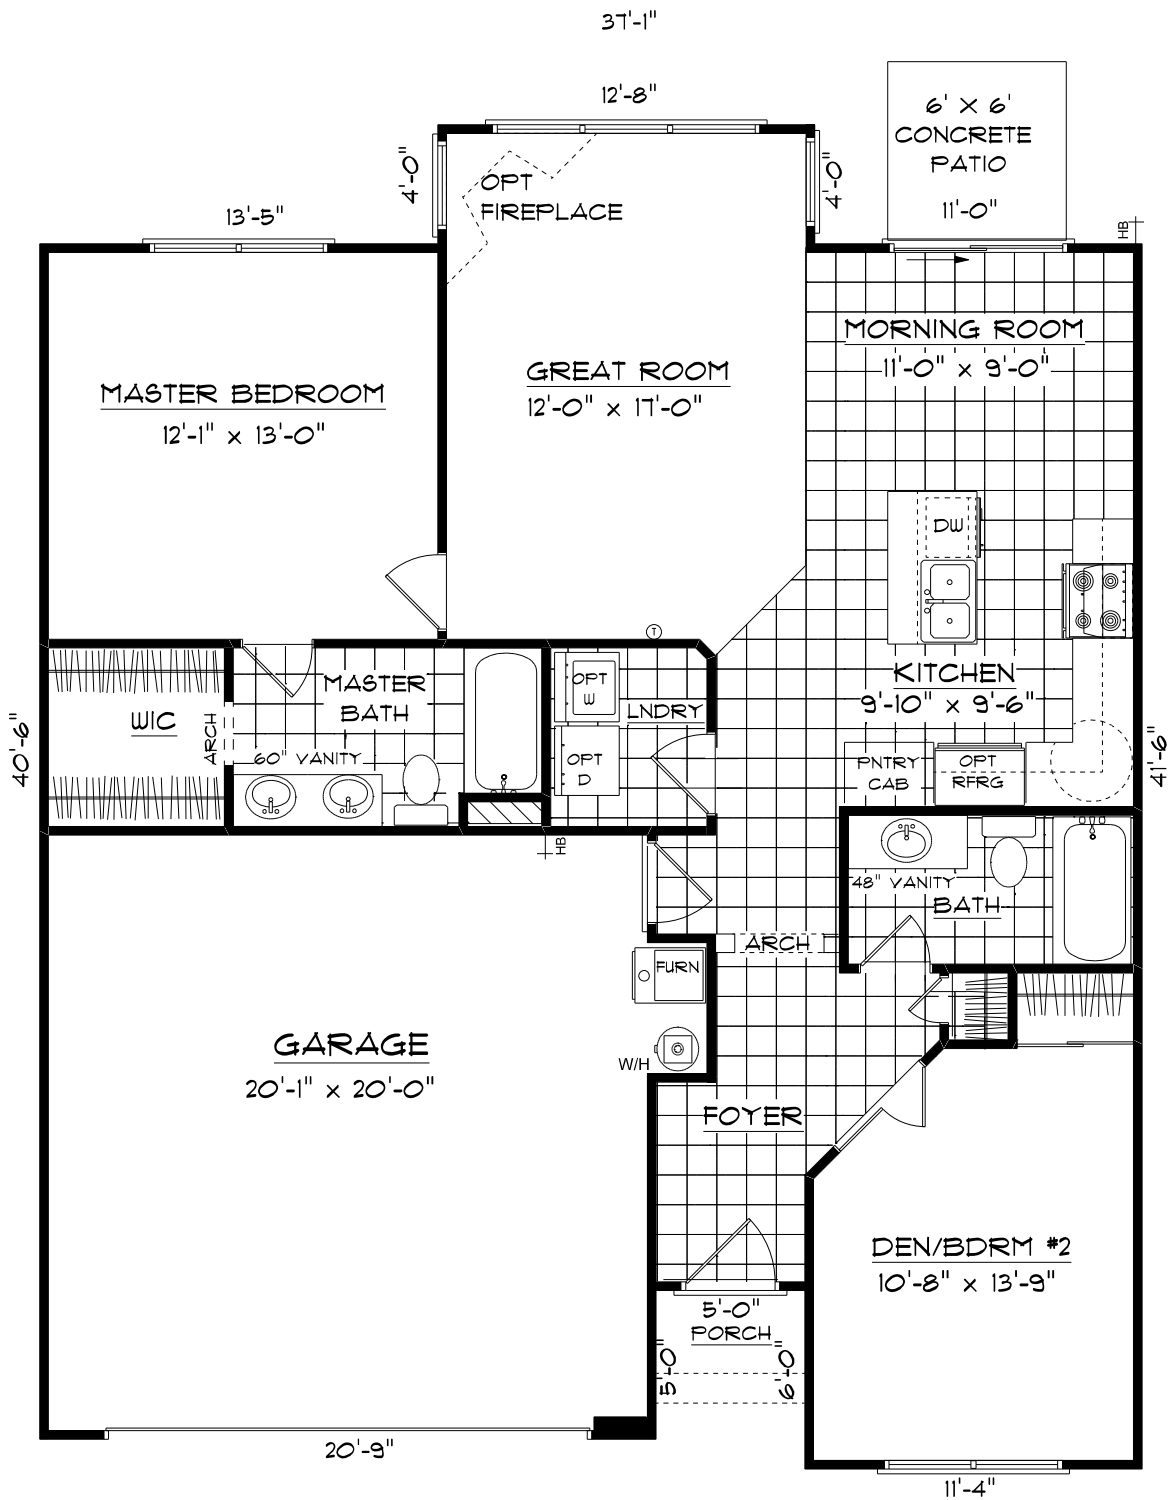 37'-1"
12'-8"
6' X 6'
CONCRETE
PATIO
11'-0"
4'-0"
4'-0"
OPT
FIREPLACE
13'-5"
HB
MORNING ROOM
11'-0" x 9'-0"
GREAT ROOM
12'-0" x 17'-0"
MASTER BEDROOM
12'-1" x 13'-0"
DW
T
KITCHEN
9'-10" x 9'-6"
MASTER
BATH
OPT
W
LNDRY
WIC
ARCH
40'-6"
41'-6"
60" VANITY
OPT
D
PNTRY
CAB
OPT
RFRG
HB
48" VANITY
BATH
ARCH
FURN
GARAGE
20'-1" x 20'-0"
W/H
FOYER
DEN/BDRM #2
10'-8" x 13'-9"
5'-0"
PORCH
5'-0"
6'-0"
20'-9"
11'-4"